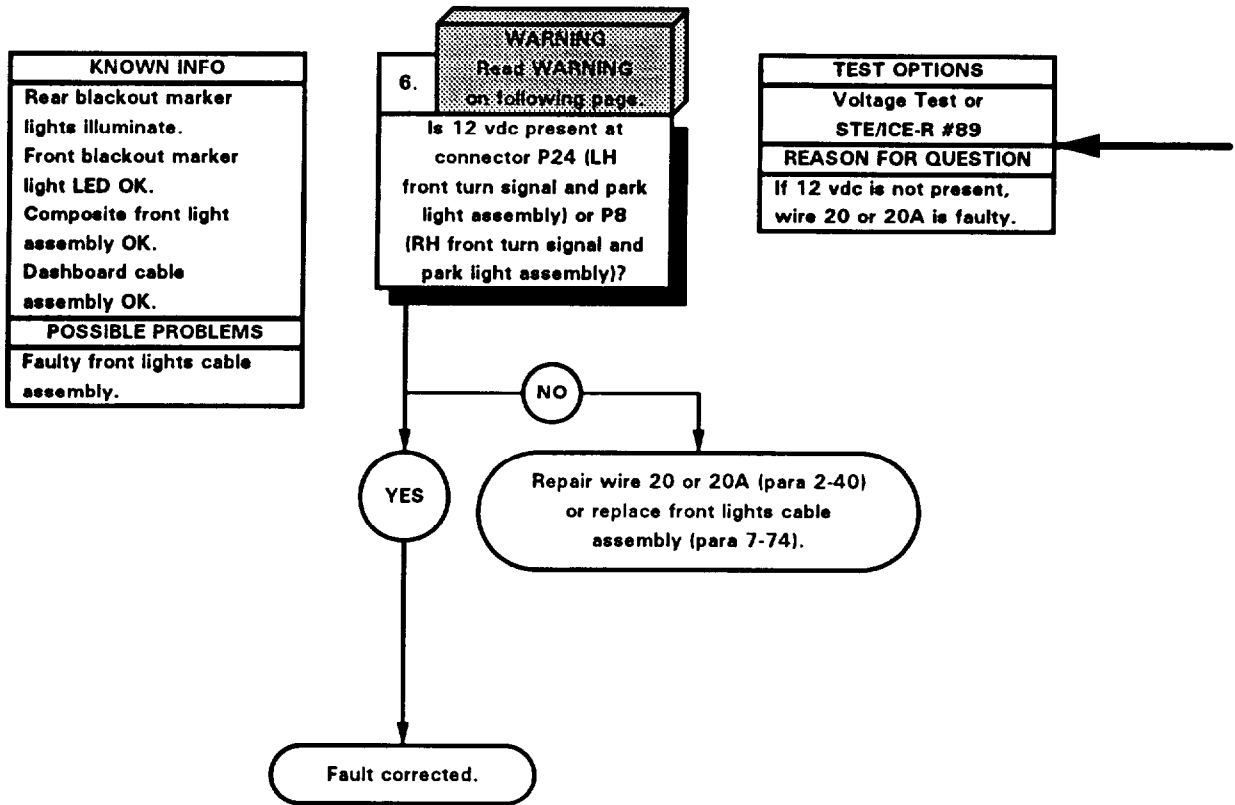 KNOWN INFO
Rear blackout marker
lights illuminate.
Front blackout marker
light LED OK.
Composite front light
assembly OK.
Dashboard cable
assembly OK.
POSSIBLE PROBLEMS
Faulty front lights cable
assembly.
6.
WARNING
Read WARNING
on following page.
Is 12 vdc present at
connector P24 (LH
front turn signal and park
light assembly) or P8
(RH front turn signal and
park light assembly)?
TEST OPTIONS
Voltage Test or
STE/ICE-R #89
REASON FOR QUESTION
If 12 vdc is not present,
wire 20 or 20A is faulty.
NO
YES
Repair wire 20 or 20A (para 2-40)
or replace front lights cable
assembly (para 7-74).
Fault corrected.